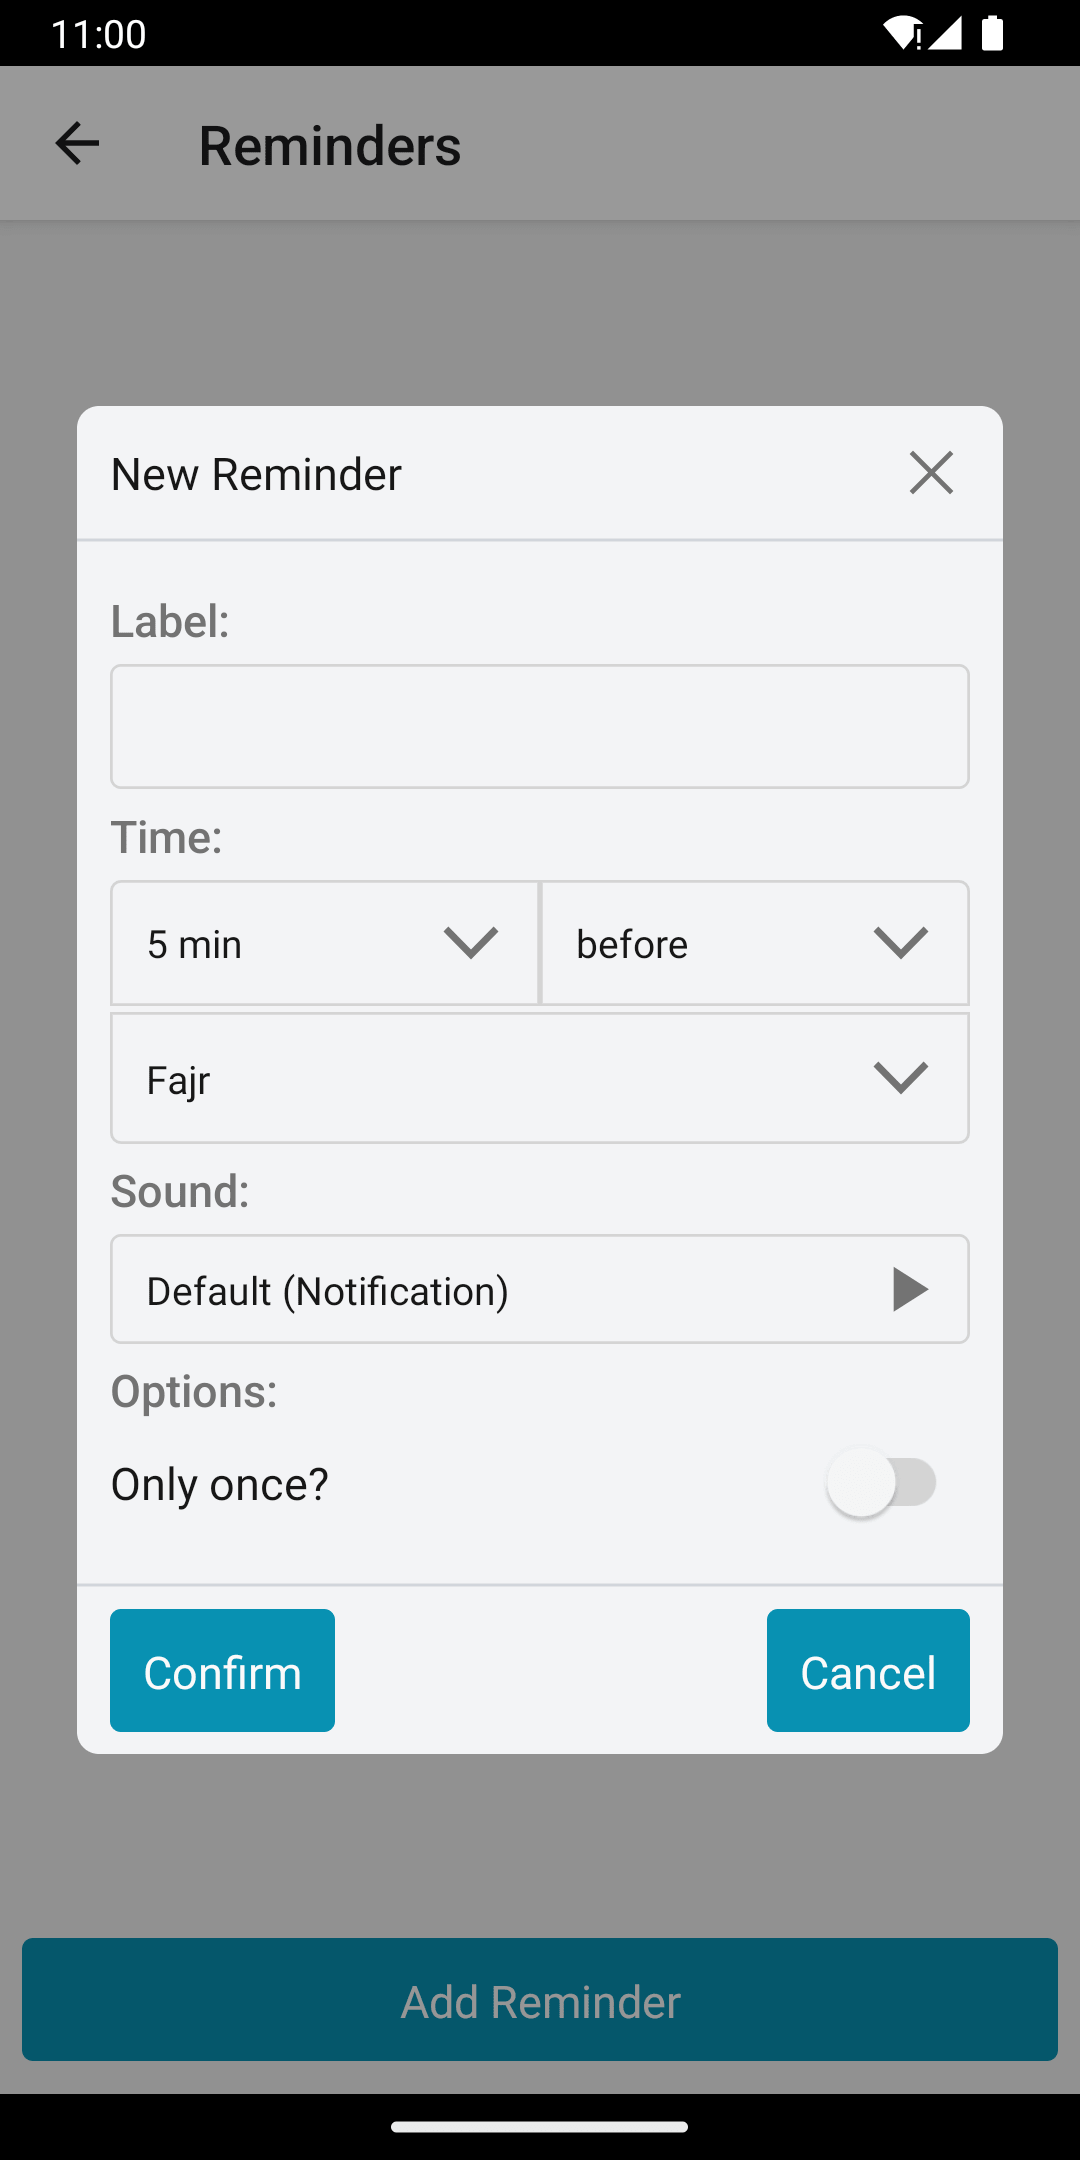 11:00
Reminders
New Reminder
Label:
Time:
5 min
before
Fajr
Sound:
Default (Notification)
Options:
Only once?
Confirm
Cancel
Add Reminder